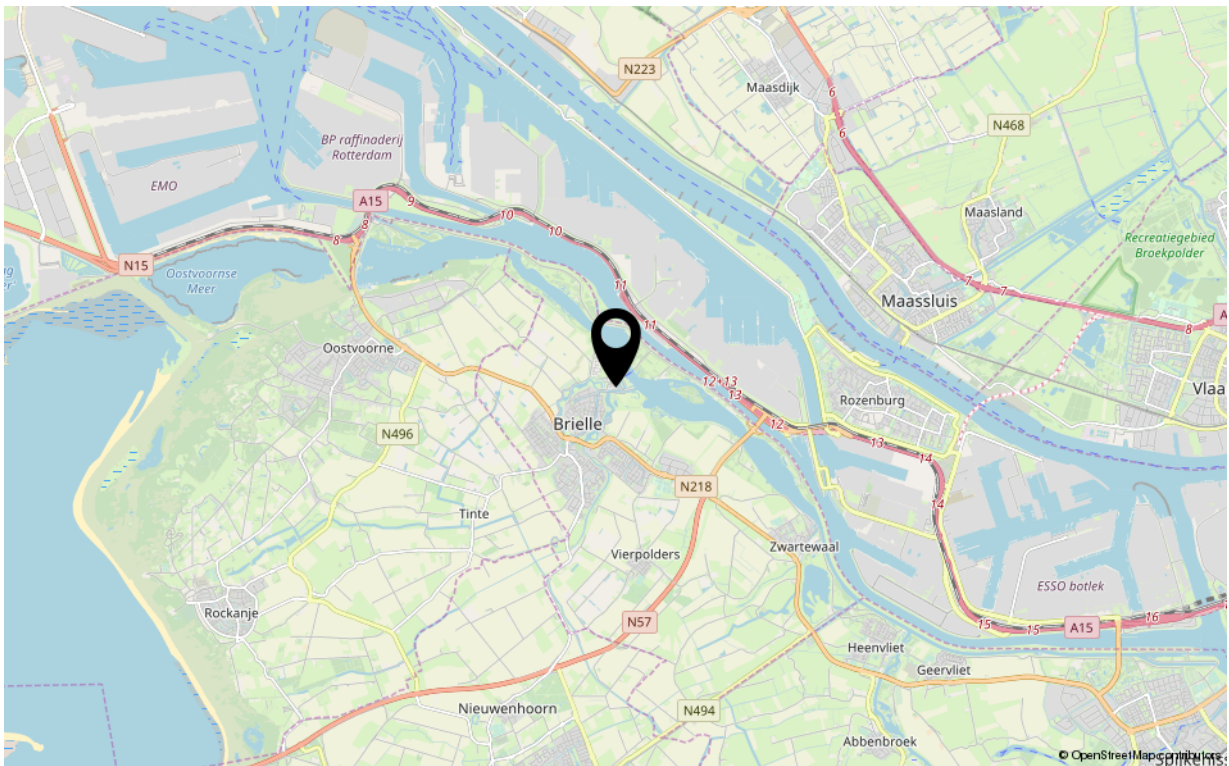 N223
Maasdijk
6
6
N468
BP raffinaderij
Rotterdam
EMO
A15
9
10
10
8
8
Maasland
N15
Oostvoornse
Meer
Recreatiegebied
Broekpolder
11
11
7
7
Maassluis
8
A
Oostvoorne
12+13
13
Vlaa
Rozenburg
Brielle
12
N496
13
14
N218
14
Tinte
Zwartewaal
Vierpolders
ESSO botlek
Rockanje
N57
15
15
A15
16
Heenvliet
Geervliet
Nieuwenhoorn
N494
Abbenbroek
© OpenStreetMap contributors